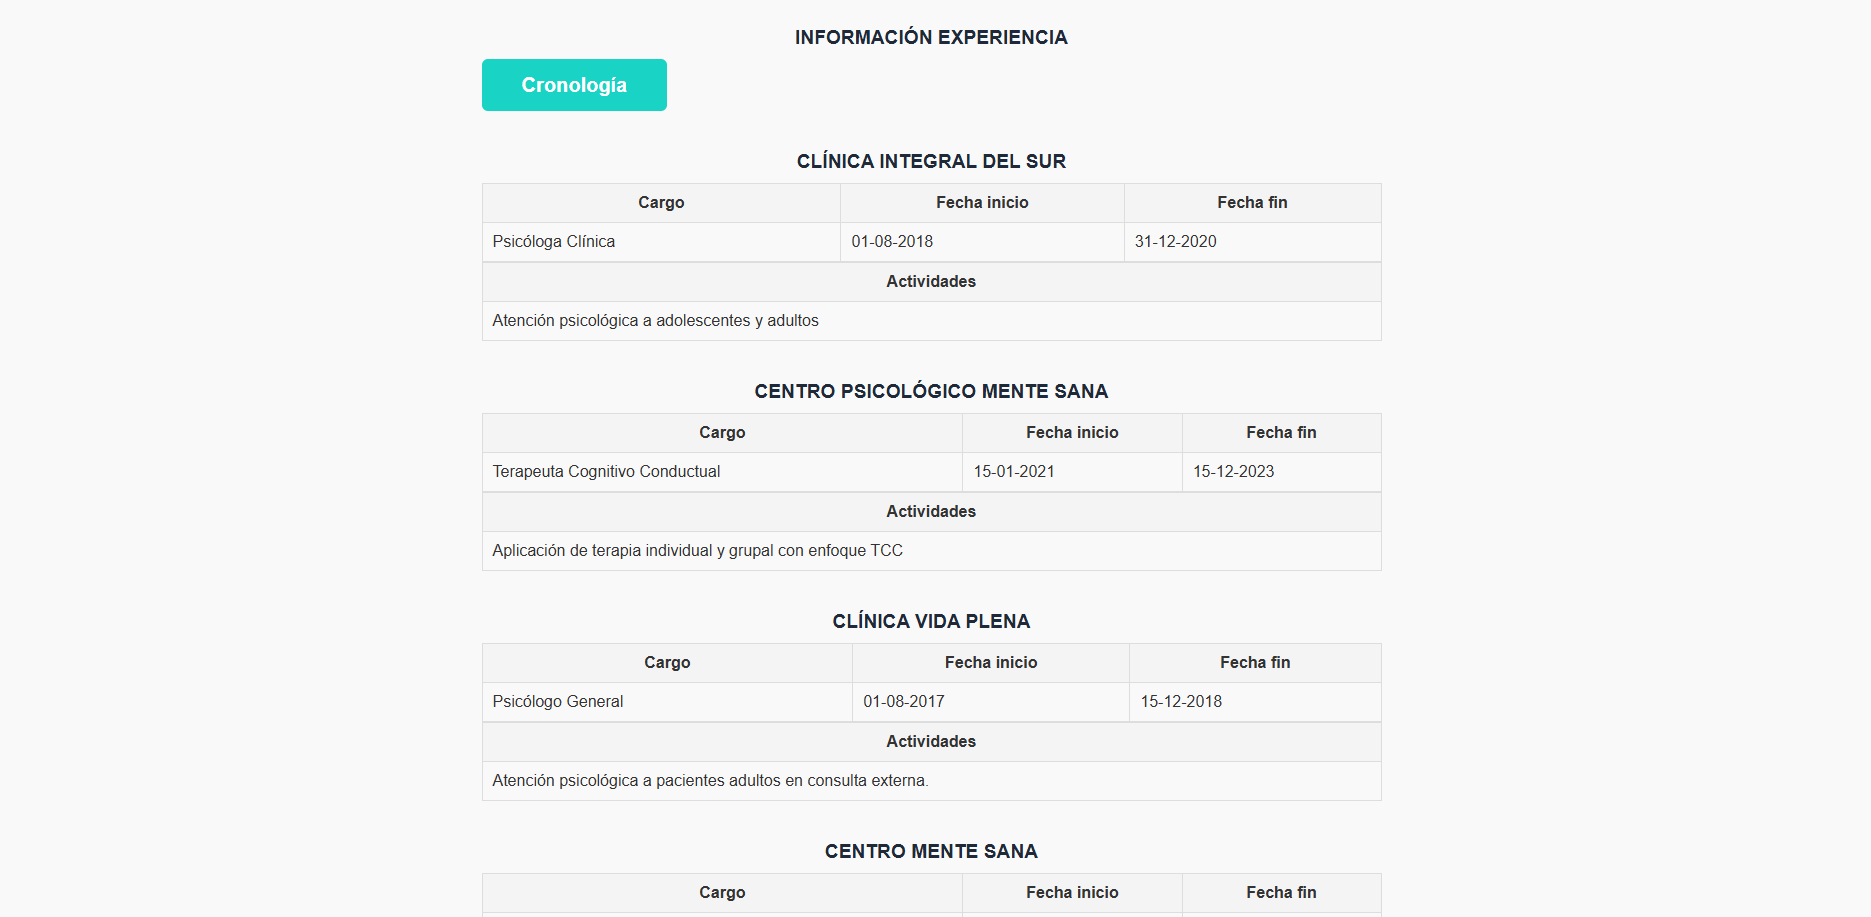 INFORMACIÓN EXPERIENCIA
Cronología
CLÍNICA INTEGRAL DEL SUR
Cargo Fecha inicio Fecha fin
Psicóloga Clínica 01-08-2018 31-12-2020
Actividades
Atención psicológica a adolescentes y adultos
CENTRO PSICOLÓGICO MENTE SANA
Cargo Fecha inicio Fecha fin
Terapeuta Cognitivo Conductual 15-01-2021 15-12-2023
Actividades
Aplicación de terapia individual y grupal con enfoque TCC
CLÍNICA VIDA PLENA
Cargo Fecha inicio Fecha fin
Psicólogo General 01-08-2017 15-12-2018
Actividades
Atención psicológica a pacientes adultos en consulta externa.
CENTRO MENTE SANA
Cargo Fecha inicio Fecha fin